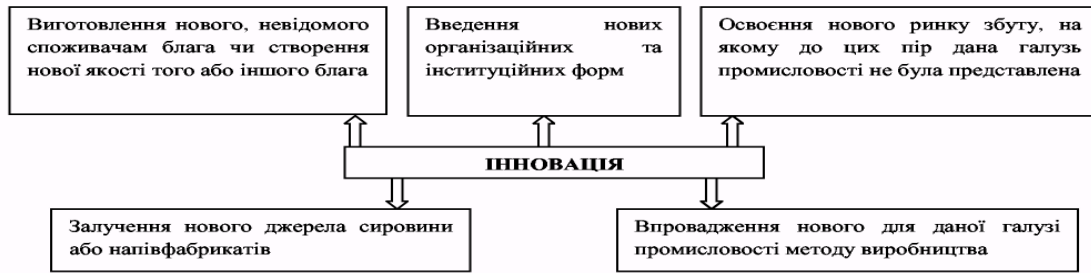 Виготовлення нового, невідомого
споживачам блага чи створення
нової якості того або іншого блага
Введення нових
організаційних та
інституційних форм
Освоєння нового ринку збуту, на
якому до цих пір дана галузь
промисловості не була представлена
ІННОВАЦІЯ
Залучення нового джерела сировини
або напівфабрикатів
Впровадження нового для даної галузі
промисловості методу виробництва